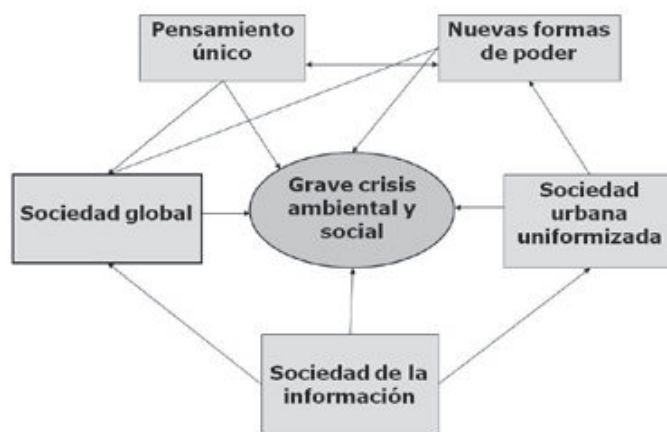 Pensamiento
único
Nuevas formas
de poder
Sociedad global
Grave crisis
ambiental y
social
Sociedad
urbana
uniformizada
Sociedad de la
información